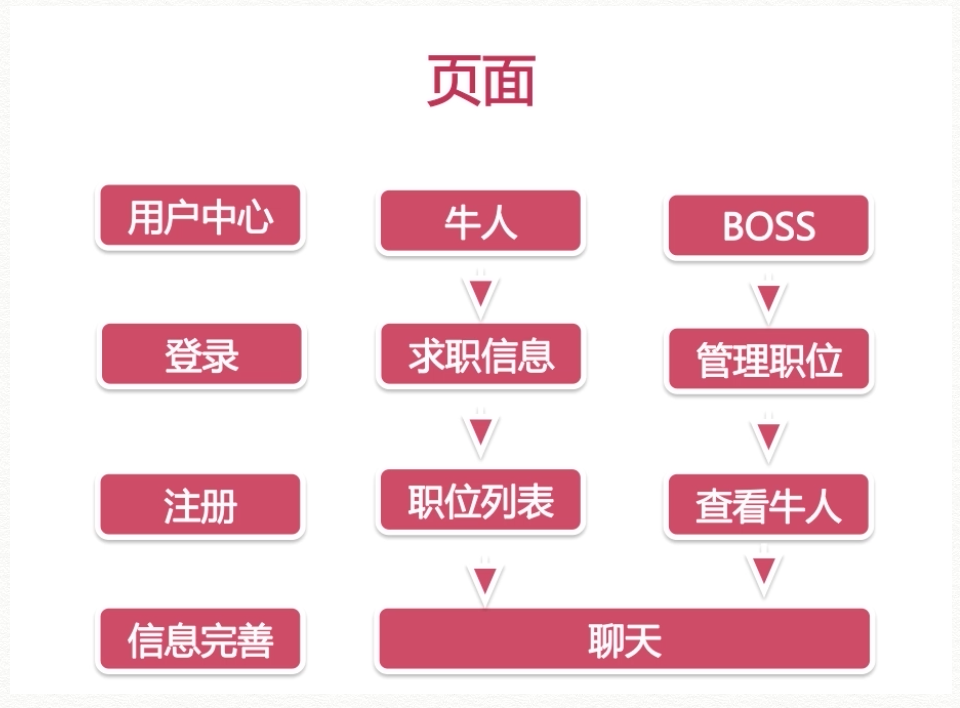 页面
用户中心
牛人
BOSS
登录
求职信息
管理职位
注册
职位列表
查看牛人
信息完善
聊天